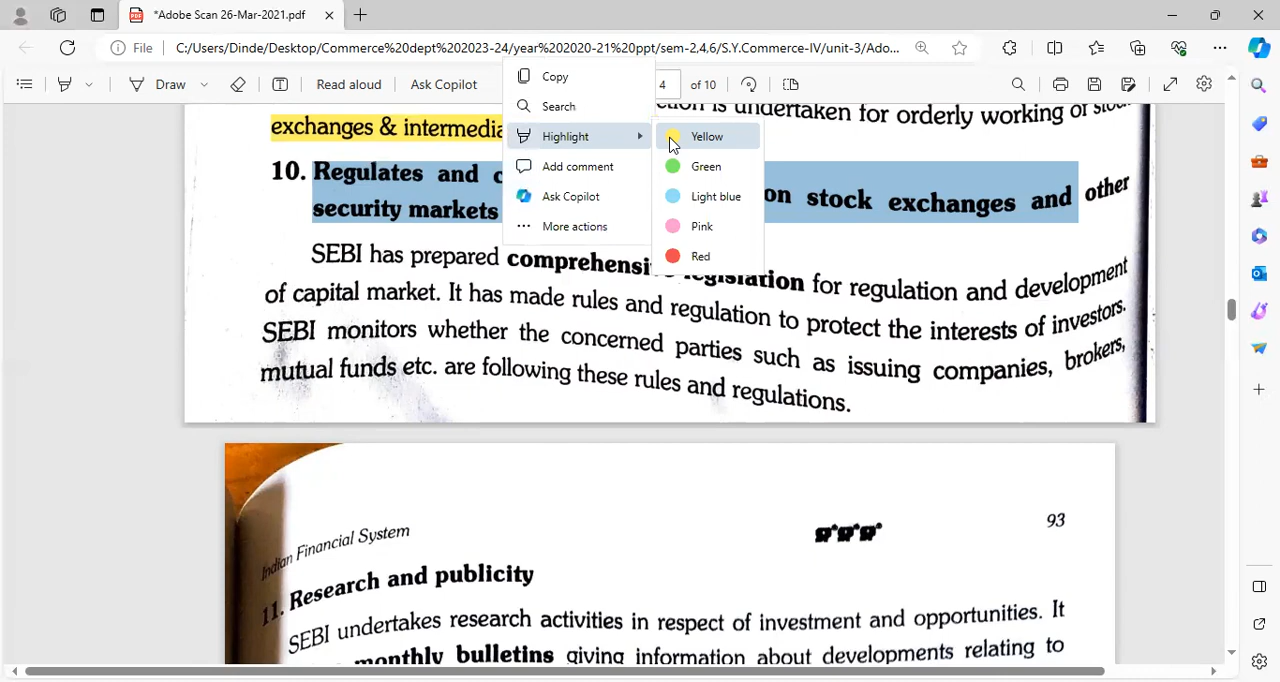 *Adobe Scan 26-Mar-2021.pdf
File C:/Users/Dinde/Desktop/Commerce%20dept%202023-24/year%202020-21%20ppt/sem-2,4,6/S.Y.Commerce-IV/unit-3/Ado...
Draw Read aloud Ask Copilot 4 of 10
Copy
Search
Highlight
Add comment
Ask Copilot
More actions
Yellow
Green
Light blue
Pink
Red
is undertaken for orderly working of
exchanges &
10. Regulates and on stock exchanges and other
security markets
SEBI has prepared for regulation and development
of capital market. It has made rules and regulation to protect the interests of investors.
SEBI monitors whether the concerned parties such as issuing companies, brokers,
mutual funds etc. are following these rules and regulations.
Indian Financial System 93
11. Research and publicity
SEBI undertakes research activities in respect of investment and opportunities. It
monthly bulletins giving information about developments relating to